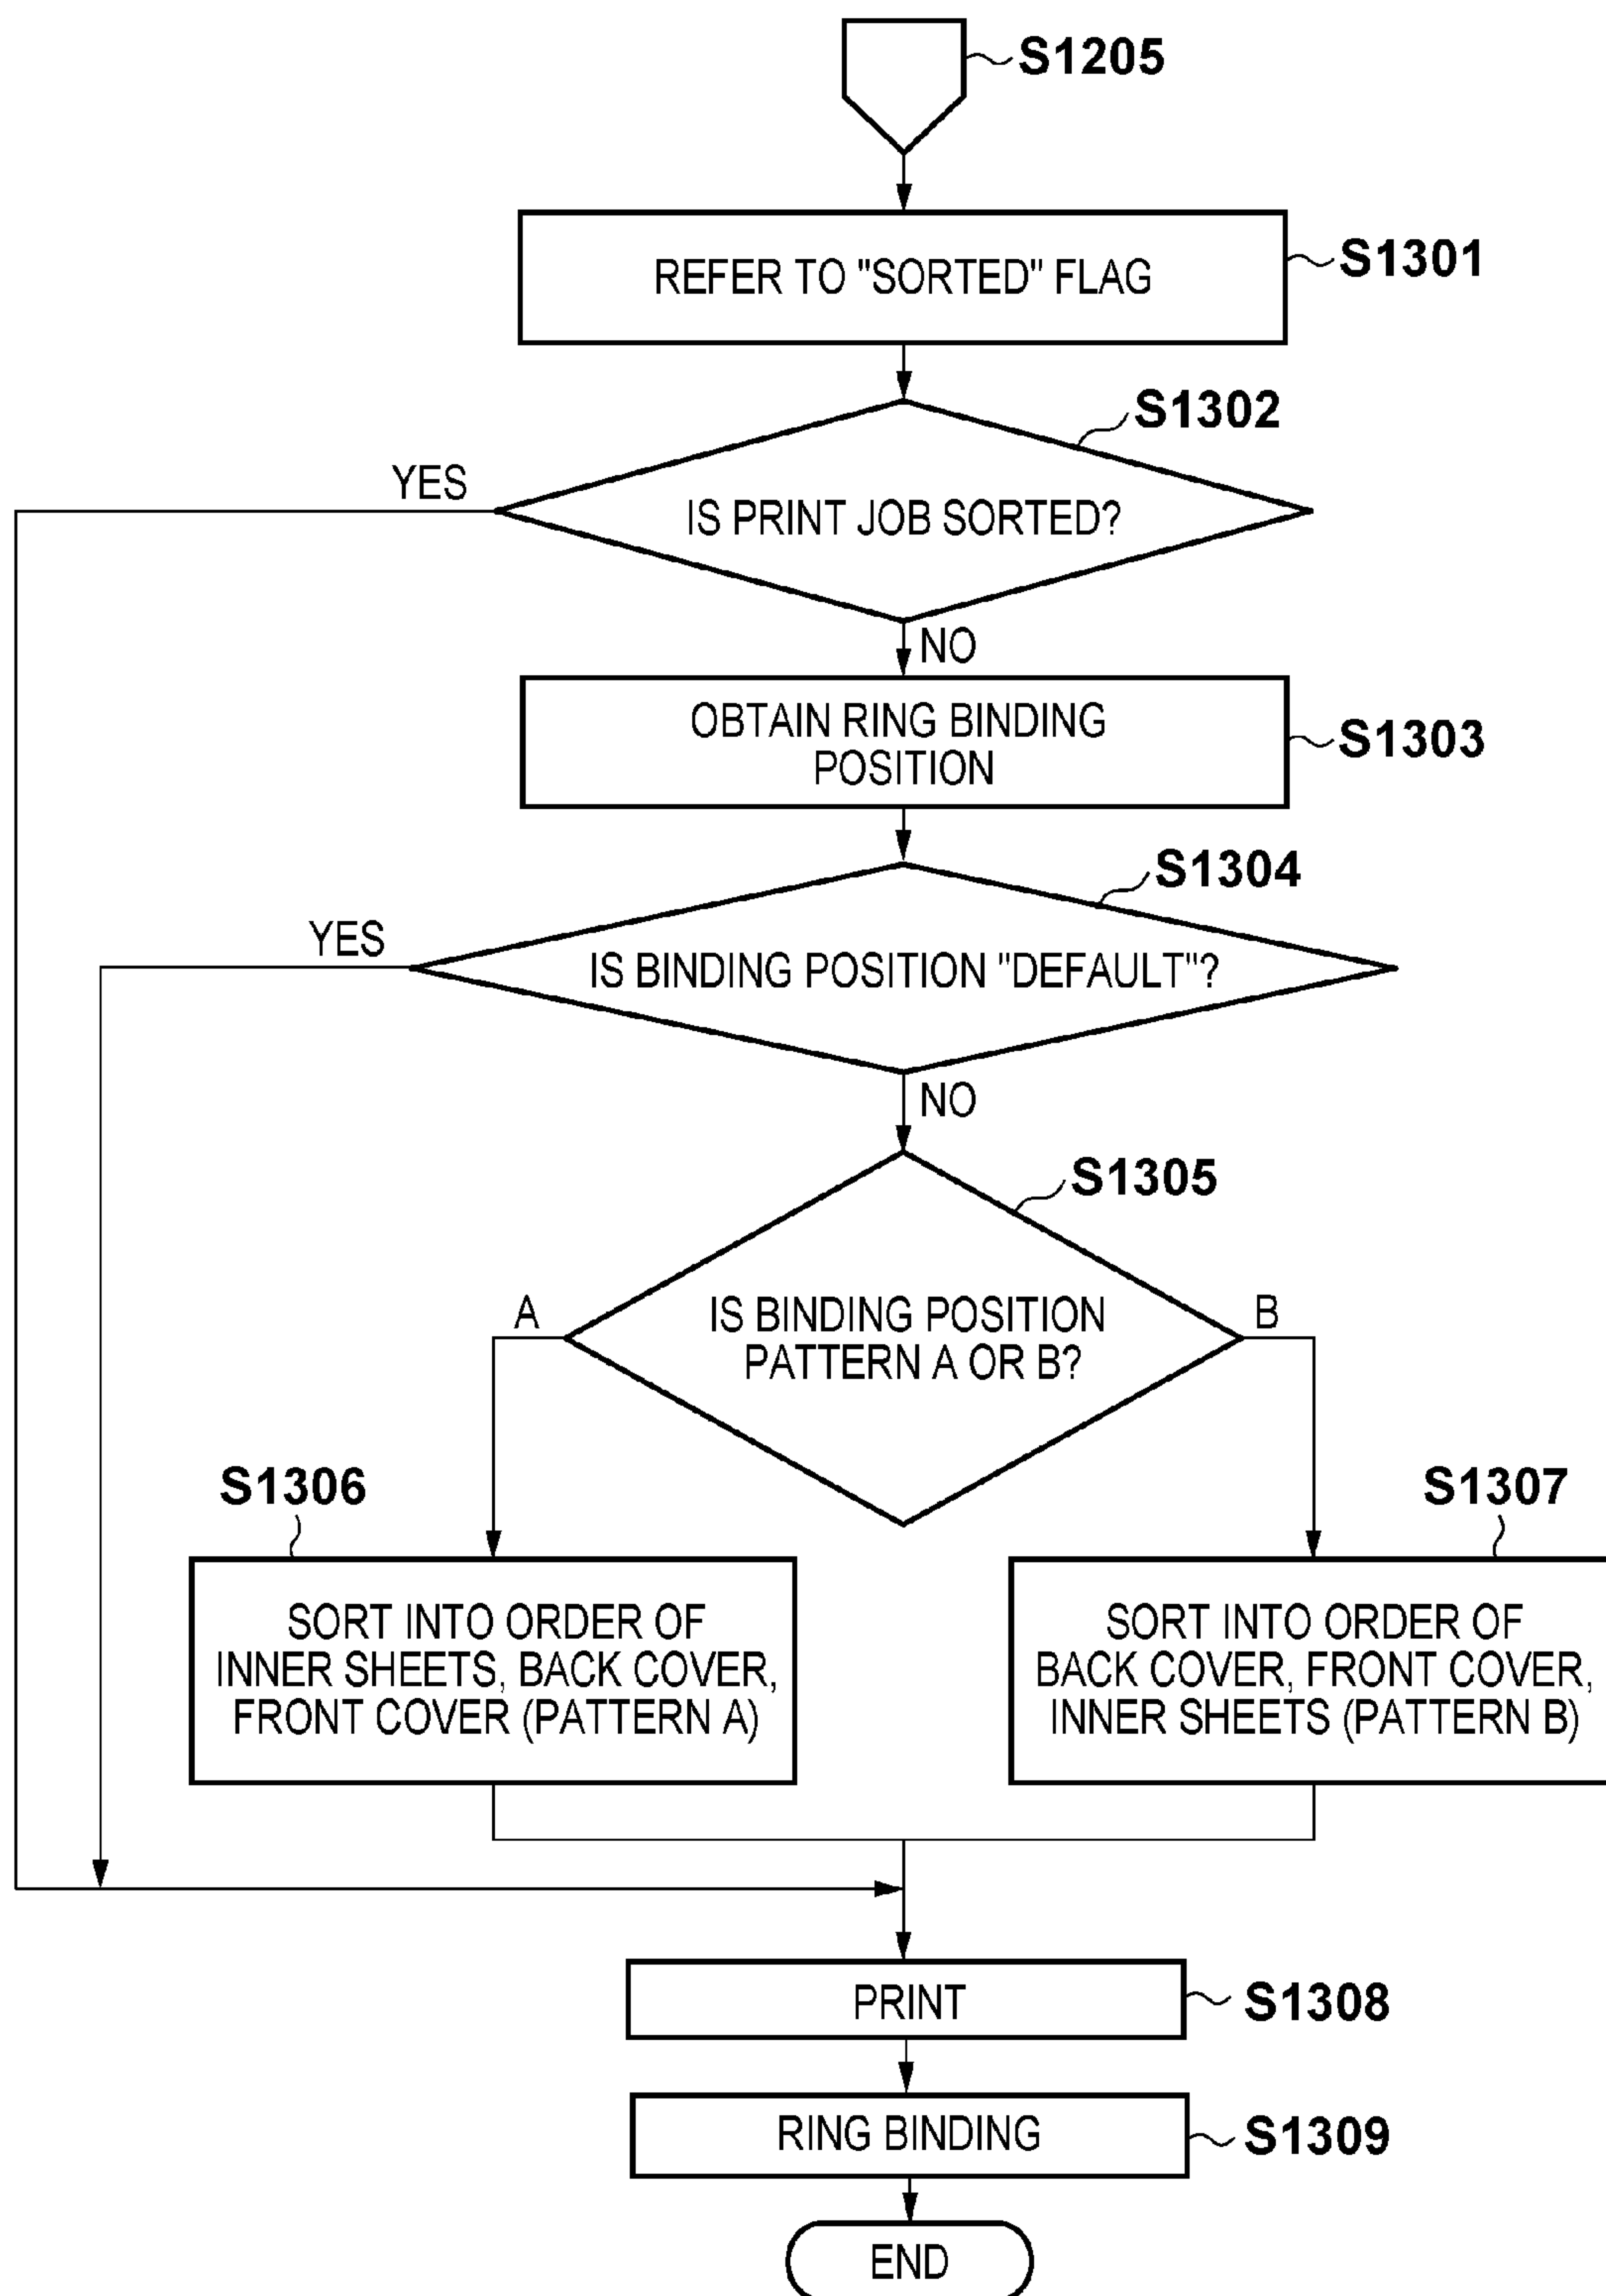 S1205
REFER TO "SORTED" FLAG
S1301
S1302
YES
IS PRINT JOB SORTED?
NO
OBTAIN RING BINDING
POSITION
S1303
S1304
YES
IS BINDING POSITION "DEFAULT"?
NO
S1305
A
IS BINDING POSITION
PATTERN A OR B?
B
S1306
SORT INTO ORDER OF
INNER SHEETS, BACK COVER,
FRONT COVER (PATTERN A)
S1307
SORT INTO ORDER OF
BACK COVER, FRONT COVER,
INNER SHEETS (PATTERN B)
PRINT
S1308
RING BINDING
S1309
END